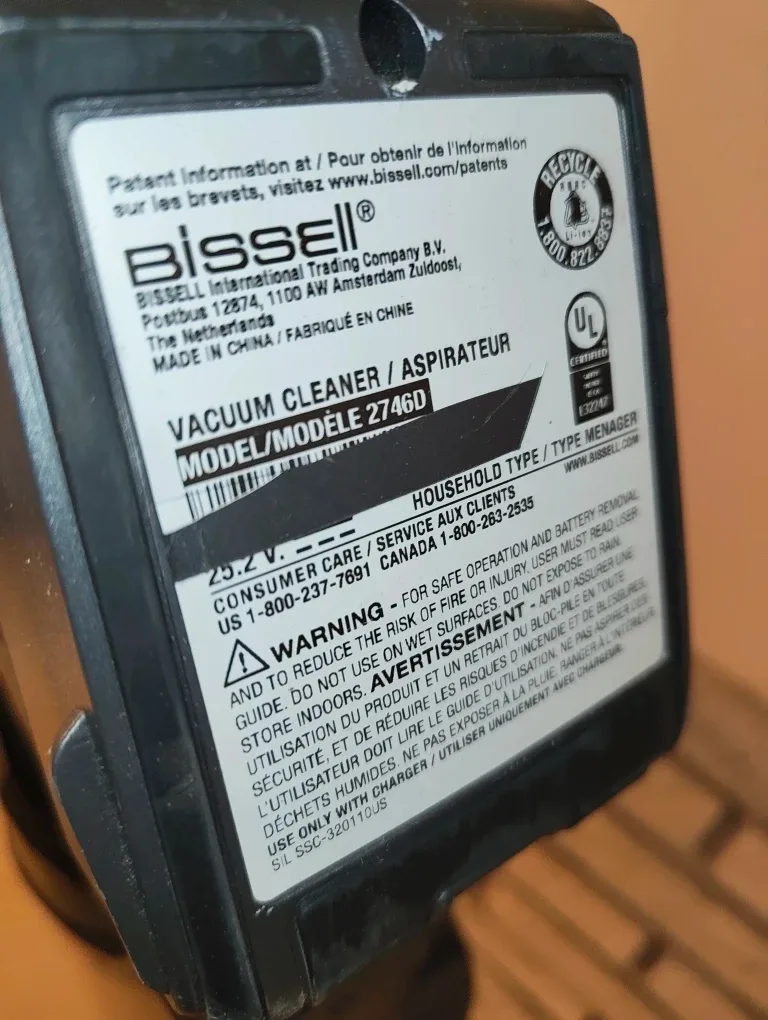 Patent Information at / Pour obtenir de l'information
sur les brevets, visitez www.bissell.com/patents
BISSELL®
BISSELL International Trading Company B.V.
Postbus 12874, 1100 AW Amsterdam Zuidoost,
The Netherlands
MADE IN CHINA / FABRIQUÉ EN CHINE
RECYCLE
RBRC
Li-ion
1.800.822.8837
UL
CERTIFIED
E32247
VACUUM CLEANER / ASPIRATEUR
MODEL/MODÈLE 2746D
25.2 V.
HOUSEHOLD TYPE / TYPE MENAGER
WWW.BISSELL.COM
CONSUMER CARE / SERVICE AUX CLIENTS
US 1-800-237-7691 CANADA 1-800-263-2535
WARNING - FOR SAFE OPERATION AND BATTERY REMOVAL
AND TO REDUCE THE RISK OF FIRE OR INJURY, USER MUST READ USER
GUIDE. DO NOT USE ON WET SURFACES. DO NOT EXPOSE TO RAIN.
STORE INDOORS. AVERTISSEMENT - AFIN D'ASSURER UNE
UTILISATION DU PRODUIT ET UN RETRAIT DU BLOC-PILE EN TOUTE
SÉCURITÉ, ET DE RÉDUIRE LES RISQUES D'INCENDIE ET DE BLESSURES,
L'UTILISATEUR DOIT LIRE LE GUIDE D'UTILISATION. NE PAS ASPIRER DES
DÉCHETS HUMIDES. NE PAS EXPOSER À LA PLUIE. RANGER À L'INTÉRIEUR.
USE ONLY WITH CHARGER / UTILISER UNIQUEMENT AVEC CHARGEUR:
SIL SSC-320110US